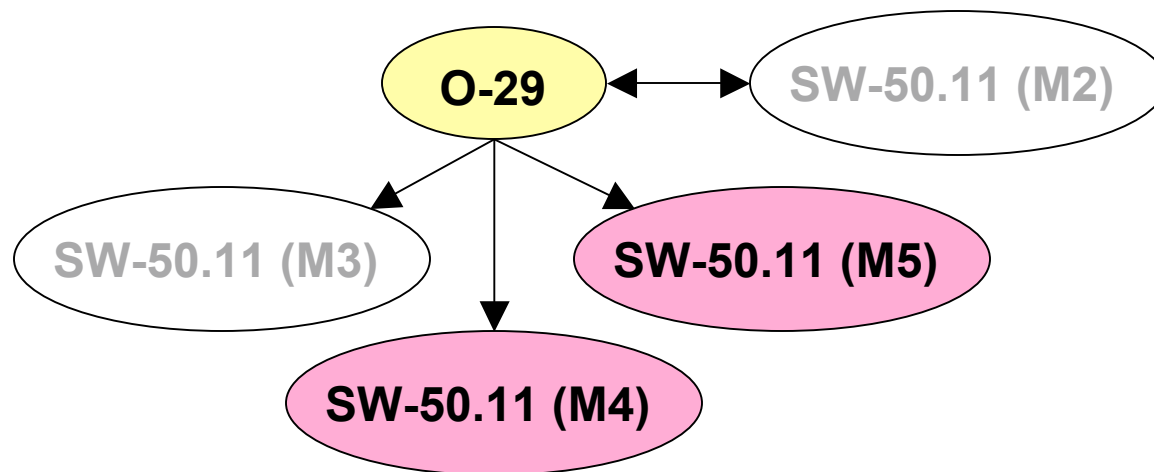 O-29
SW-50.11 (M2)
SW-50.11 (M3)
SW-50.11 (M5)
SW-50.11 (M4)